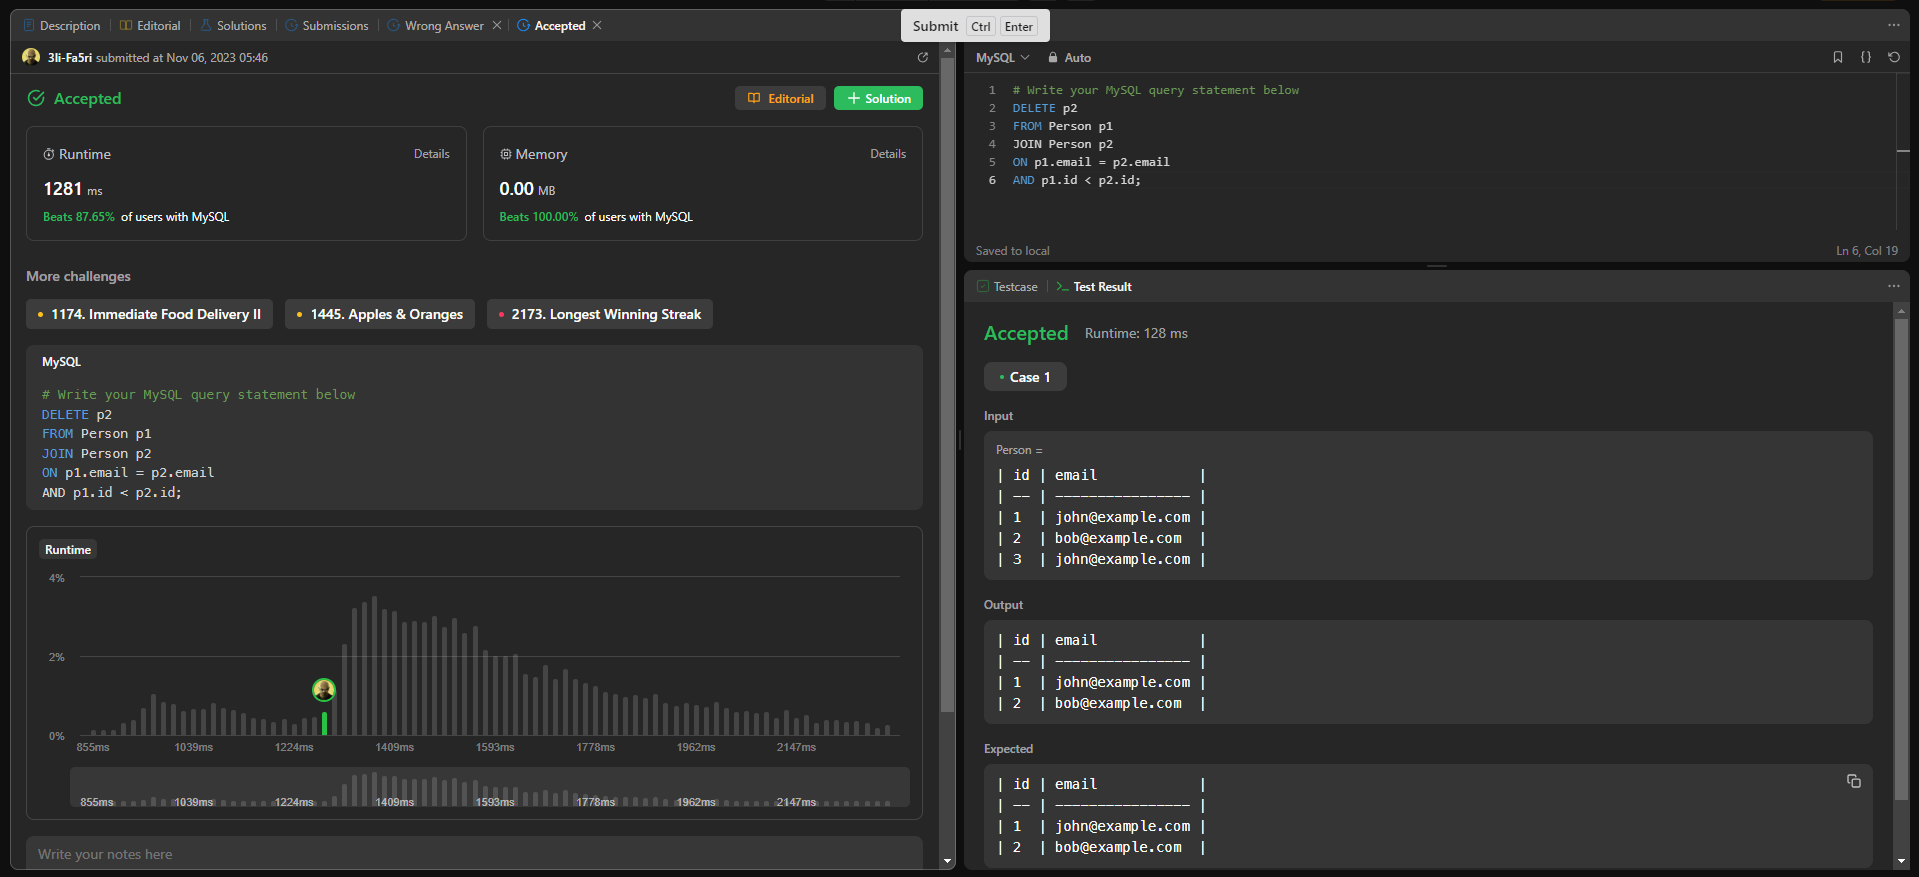 Description | Editorial | Solutions | Submissions | Wrong Answer | Accepted
Submit Ctrl Enter
3li-Fa5ri submitted at Nov 06, 2023 05:46
Accepted
Editorial
Solution
Runtime Details
1281 ms
Beats 87.65% of users with MySQL
Memory Details
0.00 MB
Beats 100.00% of users with MySQL
More challenges
1174. Immediate Food Delivery II
1445. Apples & Oranges
2173. Longest Winning Streak
MySQL
# Write your MySQL query statement below
DELETE p2
FROM Person p1
JOIN Person p2
ON p1.email = p2.email
AND p1.id < p2.id;
Runtime
4%
2%
0%
855ms 1039ms 1224ms 1409ms 1593ms 1778ms 1962ms 2147ms
855ms 1039ms 1224ms 1409ms 1593ms 1778ms 1962ms 2147ms
Write your notes here
MySQL Auto
1 # Write your MySQL query statement below
2 DELETE p2
3 FROM Person p1
4 JOIN Person p2
5 ON p1.email = p2.email
6 AND p1.id < p2.id;
Saved to local Ln 6, Col 19
Testcase | Test Result
Accepted Runtime: 128 ms
Case 1
Input
Person =
| id | email            |
| -- | ---------------- |
| 1  | john@example.com |
| 2  | bob@example.com  |
| 3  | john@example.com |
Output
| id | email            |
| -- | ---------------- |
| 1  | john@example.com |
| 2  | bob@example.com  |
Expected
| id | email            |
| -- | ---------------- |
| 1  | john@example.com |
| 2  | bob@example.com  |